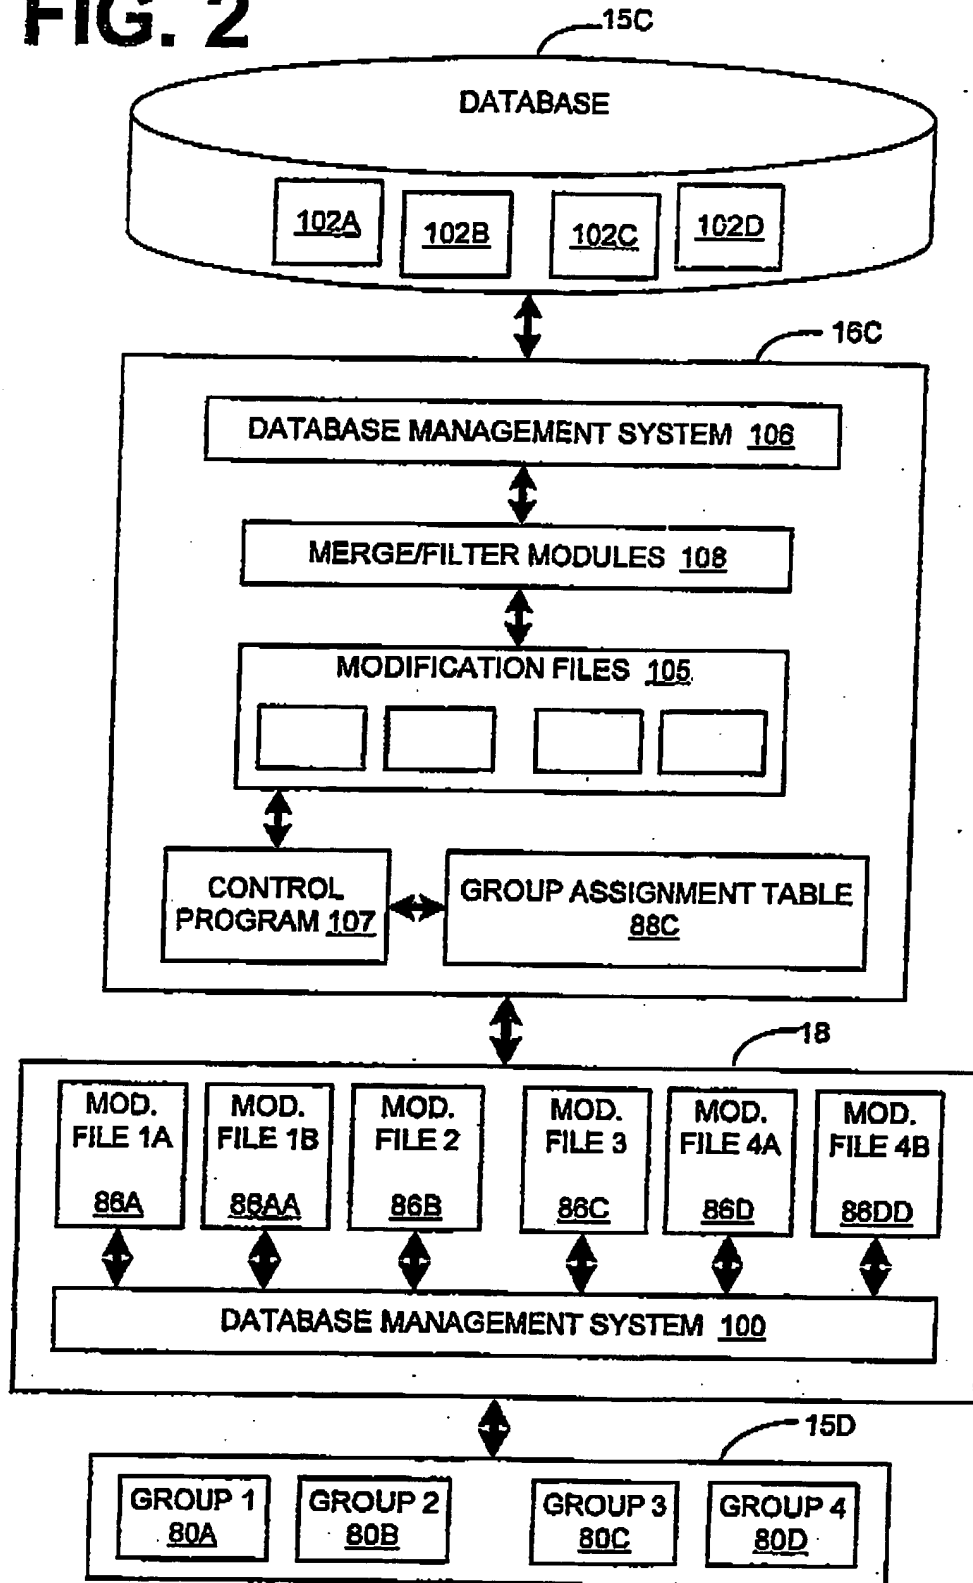 FIG. 2
15C
DATABASE
102A
102B
102C
102D
16C
DATABASE MANAGEMENT SYSTEM 106
MERGE/FILTER MODULES 108
MODIFICATION FILES 105
CONTROL
PROGRAM 107
GROUP ASSIGNMENT TABLE
88C
18
MOD.
FILE 1A
86A
MOD.
FILE 1B
86AA
MOD.
FILE 2
86B
MOD.
FILE 3
86C
MOD.
FILE 4A
86D
MOD.
FILE 4B
86DD
DATABASE MANAGEMENT SYSTEM 100
15D
GROUP 1
80A
GROUP 2
80B
GROUP 3
80C
GROUP 4
80D